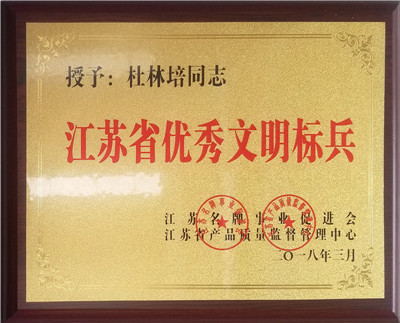 授予：杜林培同志
江苏省优秀文明标兵
江苏名牌事业促进会
江苏省产品质量监督管理中心
二〇一八年三月